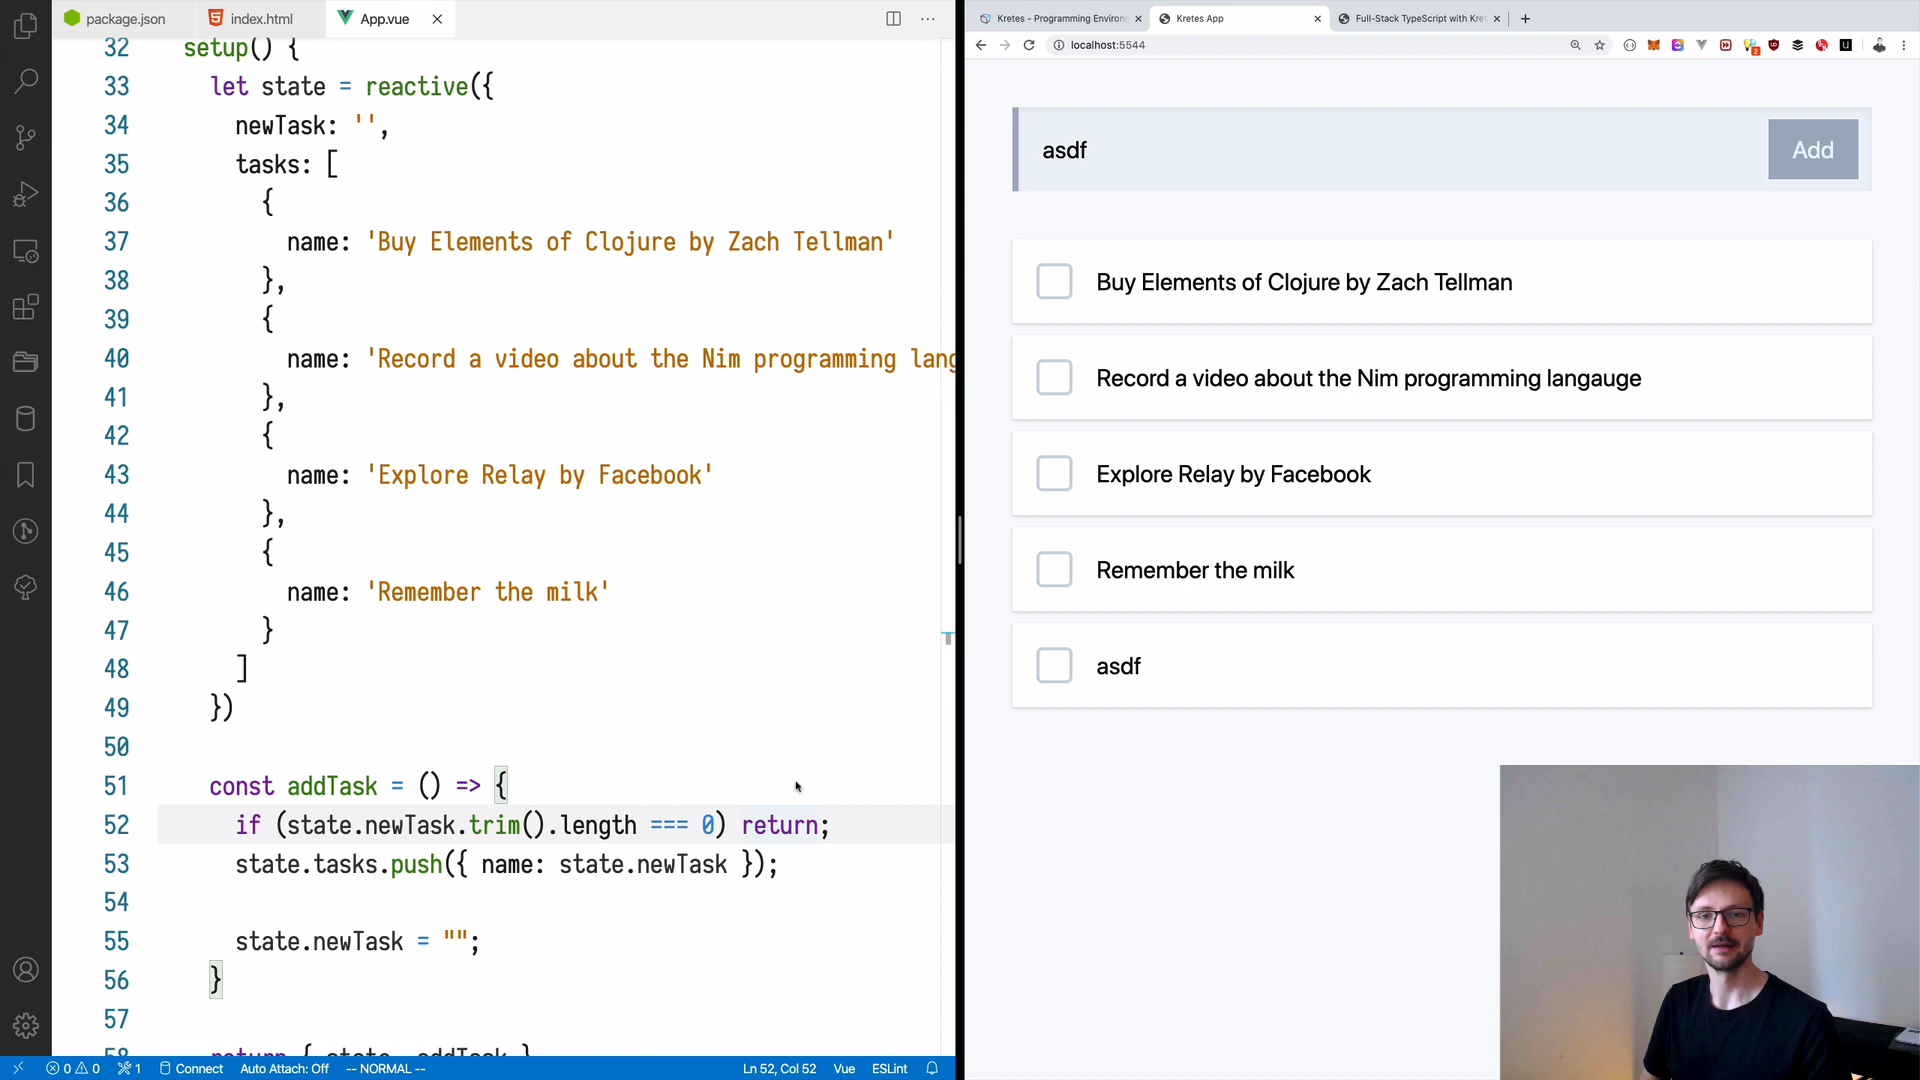 package.json
index.html
App.vue
32 setup() {
33 let state = reactive({
34 newTask: '',
35 tasks: [
36 {
37 name: 'Buy Elements of Clojure by Zach Tellman'
38 },
39 {
40 name: 'Record a video about the Nim programming lang
41 },
42 {
43 name: 'Explore Relay by Facebook'
44 },
45 {
46 name: 'Remember the milk'
47 }
48 ]
49 })
50
51 const addTask = () => {
52 if (state.newTask.trim().length === 0) return;
53 state.tasks.push({ name: state.newTask });
54
55 state.newTask = "";
56 }
57
58 return { state, addTask }
0 0 1 Connect Auto Attach: Off -- NORMAL -- Ln 52, Col 52 Vue ESLint
Kretes - Programming Environ
Kretes App
Full-Stack TypeScript with Kre
localhost:5544
asdf
Add
Buy Elements of Clojure by Zach Tellman
Record a video about the Nim programming langauge
Explore Relay by Facebook
Remember the milk
asdf